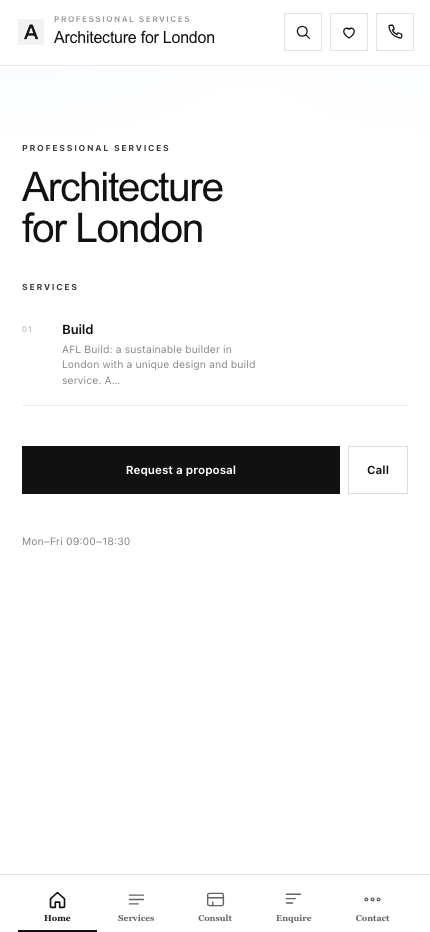 A
PROFESSIONAL SERVICES
Architecture for London
PROFESSIONAL SERVICES
Architecture
for London
SERVICES
01
Build
AFL Build: a sustainable builder in
London with a unique design and build
service. A...
Request a proposal
Call
Mon–Fri 09:00–18:30
Home
Services
Consult
Enquire
Contact